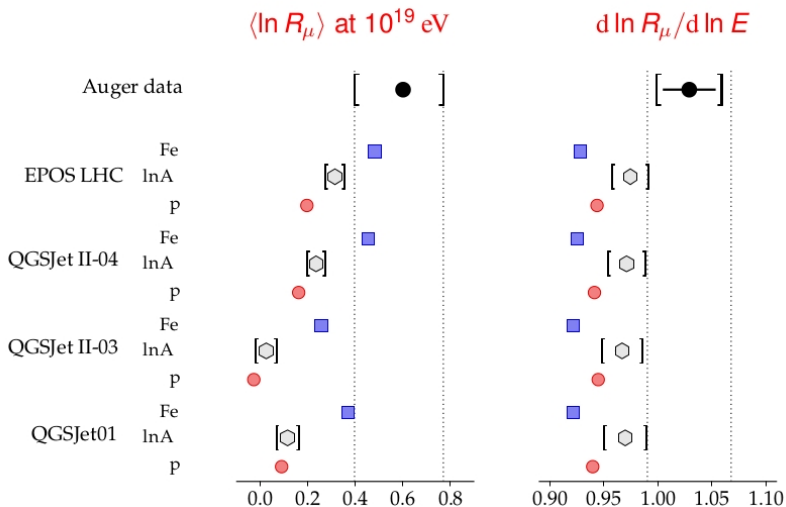 ⟨ln R_μ⟩ at 10^19 eV
d ln R_μ/d ln E
Auger data
Fe
EPOS LHC lnA
p
Fe
QGSJet II-04 lnA
p
Fe
QGSJet II-03 lnA
p
Fe
QGSJet01 lnA
p
0.0 0.2 0.4 0.6 0.8
0.90 0.95 1.00 1.05 1.10